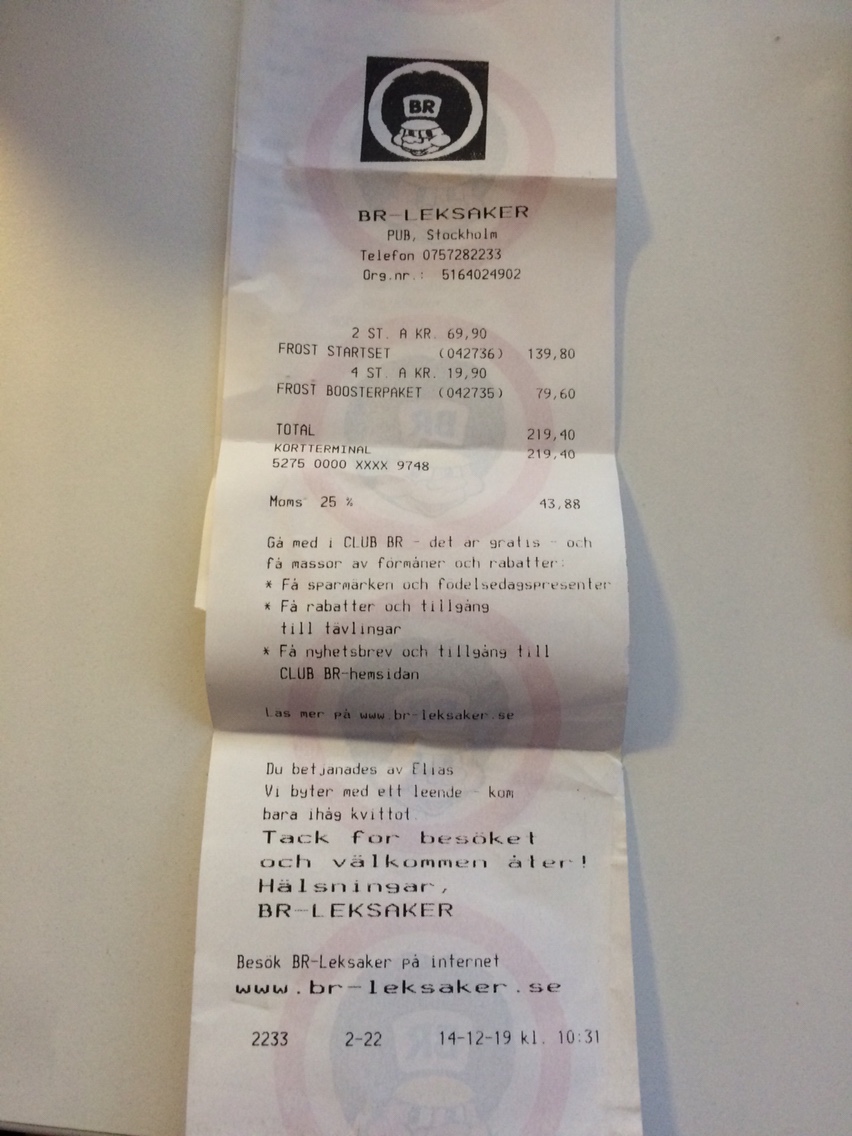 BR
BR-LEKSAKER
PUB, Stockholm
Telefon 0757282233
Org.nr.: 5164024902
2 ST. A KR. 69,90
FROST STARTSET (042736) 139,80
4 ST. A KR. 19,90
FROST BOOSTERPAKET (042735) 79,60
TOTAL 219,40
KORTTERMINAL 219,40
5275 0000 XXXX 9748
Moms 25 % 43,88
Gå med i CLUB BR - det ar gratis - och
få massor av förmåner och rabatter:
* Få sparmärken och fodelsedagspresenter
* Få rabatter och tillgång
till tävlingar
* Få nyhetsbrev och tillgång till
CLUB BR-hemsidan
Las mer på www.br-leksaker.se
Du betjanades av Elias
Vi byter med ett leende - kom
bara ihåg kvittot.
Tack for besöket
och välkommen åter!
Hälsningar,
BR-LEKSAKER
Besök BR-Leksaker på internet
www.br-leksaker.se
2233 2-22 14-12-19 kl. 10:31